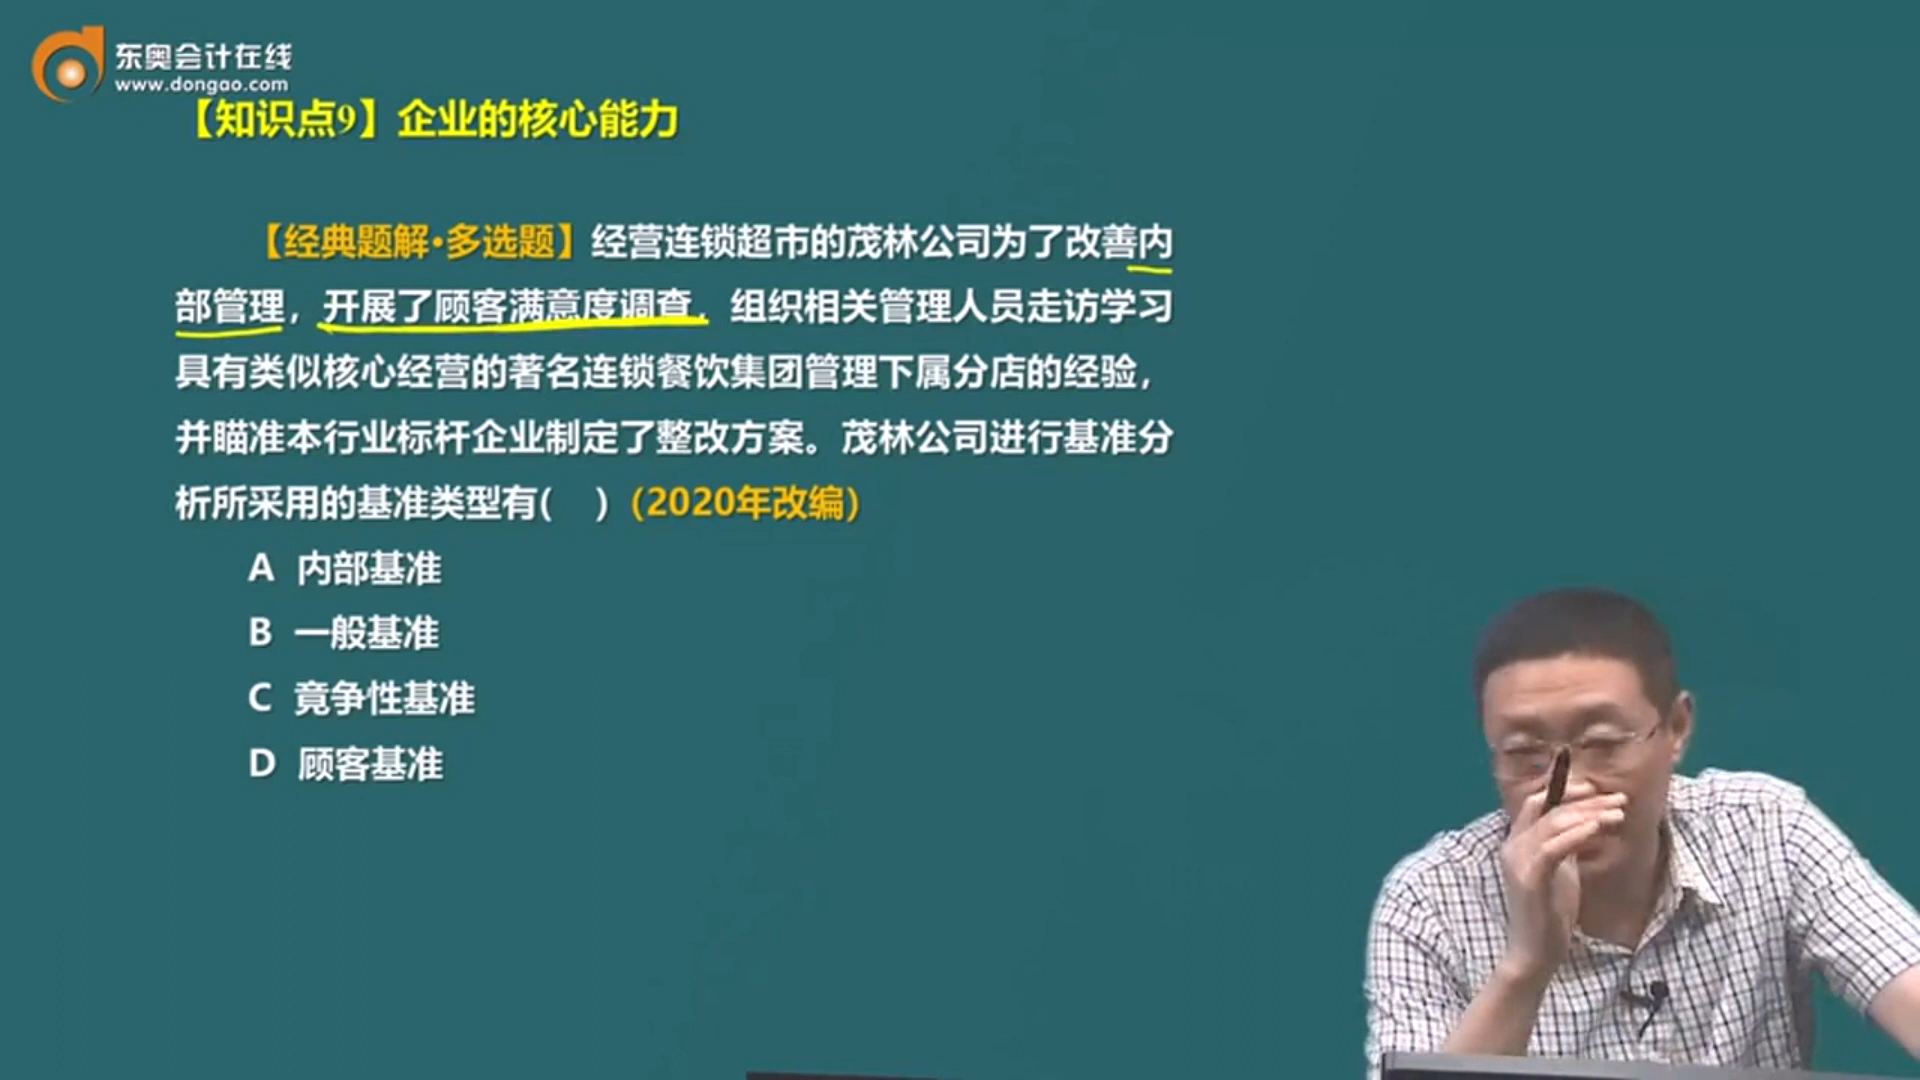 东奥会计在线
www.dongao.com
【知识点9】企业的核心能力
【经典题解·多选题】经营连锁超市的茂林公司为了改善内
部管理，开展了顾客满意度调查，组织相关管理人员走访学习
具有类似核心经营的著名连锁餐饮集团管理下属分店的经验，
并瞄准本行业标杆企业制定了整改方案。茂林公司进行基准分
析所采用的基准类型有(    )（2020年改编）
A 内部基准
B 一般基准
C 竟争性基准
D 顾客基准